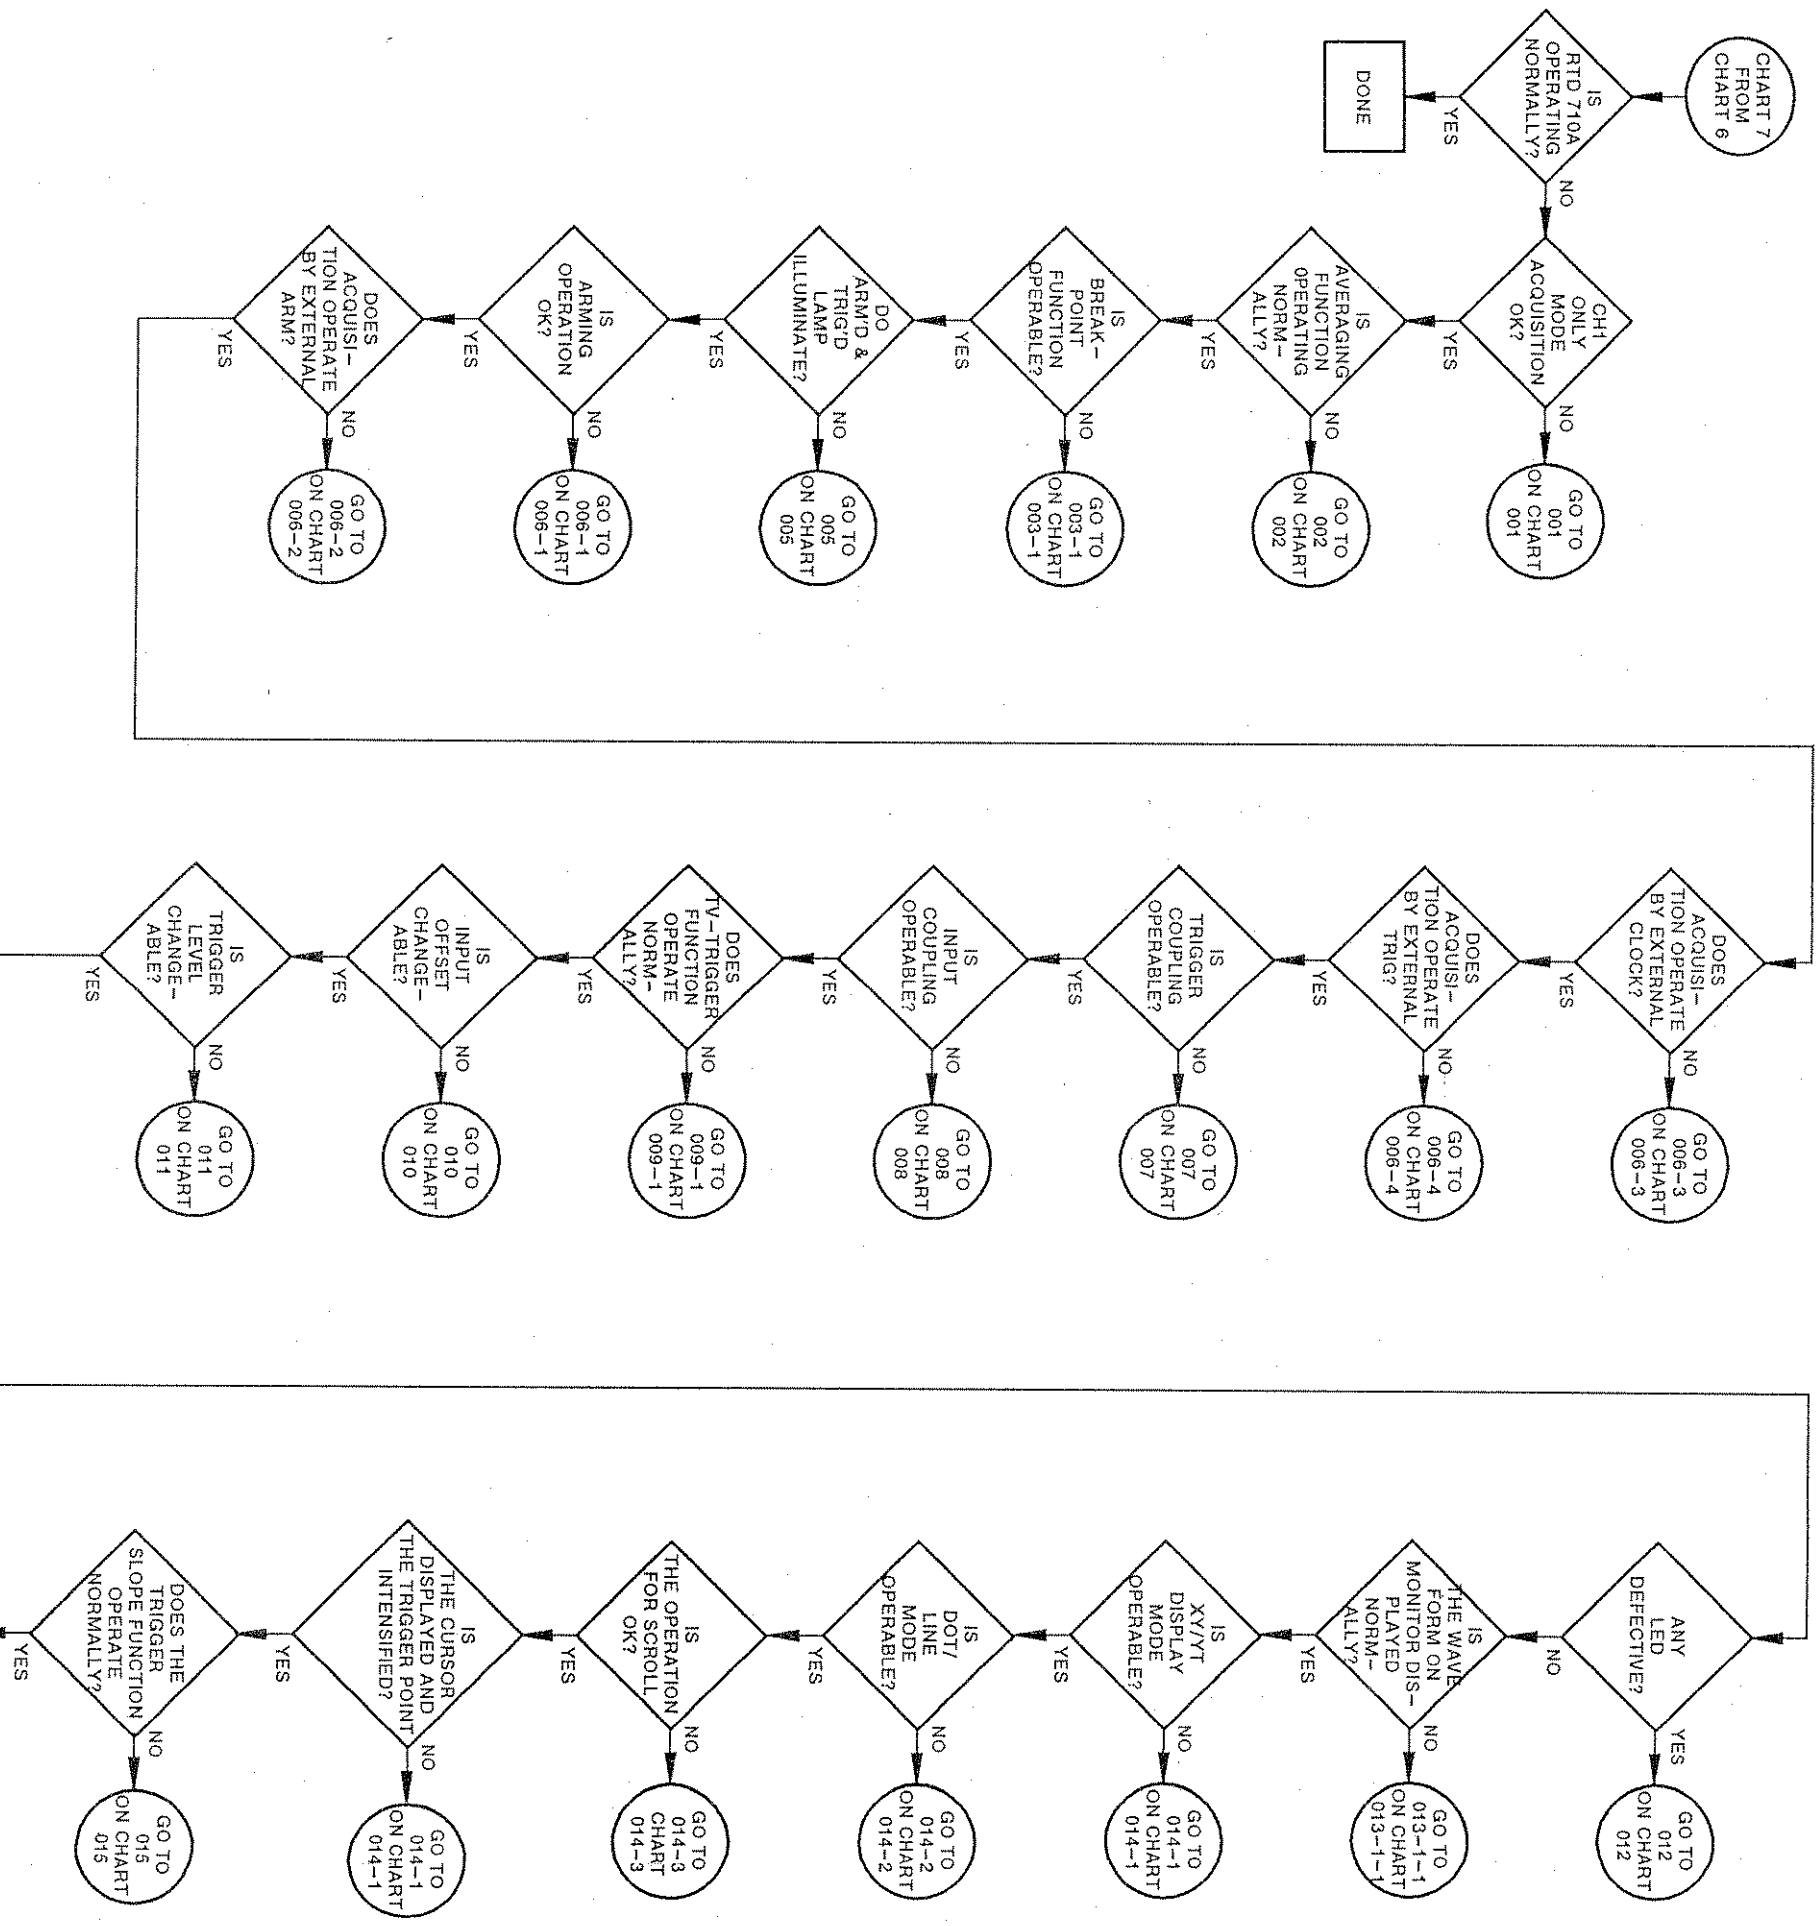 CHART 7
FROM
CHART 6
IS
RTD 710A
OPERATING
NORMALLY?
YES
DONE
NO
CH1
ONLY
MODE
ACQUISITION
OK?
NO
GO TO
001
ON CHART
001
YES
IS
AVERAGING
FUNCTION
OPERATING
NORM-
ALLY?
NO
GO TO
002
ON CHART
002
YES
IS
BREAK-
POINT
FUNCTION
OPERABLE?
NO
GO TO
003-1
ON CHART
003-1
YES
DO
ARM'D &
TRIG'D
LAMP
ILLUMINATE?
NO
GO TO
005
ON CHART
005
YES
IS
ARMING
OPERATION
OK?
NO
GO TO
006-1
ON CHART
006-1
YES
DOES
ACQUISI-
TION OPERATE
BY EXTERNAL
ARM?
NO
GO TO
006-2
ON CHART
006-2
YES
DOES
ACQUISI-
TION OPERATE
BY EXTERNAL
CLOCK?
NO
GO TO
006-3
ON CHART
006-3
YES
DOES
ACQUISI-
TION OPERATE
BY EXTERNAL
TRIG?
NO
GO TO
006-4
ON CHART
006-4
YES
IS
TRIGGER
COUPLING
OPERABLE?
NO
GO TO
007
ON CHART
007
YES
IS
INPUT
COUPLING
OPERABLE?
NO
GO TO
008
ON CHART
008
YES
DOES
TV-TRIGGER
FUNCTION
OPERATE
NORM-
ALLY?
NO
GO TO
009-1
ON CHART
009-1
YES
IS
INPUT
OFFSET
CHANGE-
ABLE?
NO
GO TO
010
ON CHART
010
YES
IS
TRIGGER
LEVEL
CHANGE-
ABLE?
NO
GO TO
011
ON CHART
011
YES
ANY
LED
DEFECTIVE?
YES
GO TO
012
ON CHART
012
NO
IS
THE WAVE
FORM ON
MONITOR DIS-
PLAYED
NORM-
ALLY?
NO
GO TO
013-1-1
ON CHART
013-1-1
YES
IS
XY/YT
DISPLAY
MODE
OPERABLE?
NO
GO TO
014-1
ON CHART
014-1
YES
IS
DOT/
LINE
MODE
OPERABLE?
NO
GO TO
014-2
ON CHART
014-2
YES
IS
THE OPERATION
FOR SCROLL
OK?
NO
GO TO
014-3
CHART
014-3
YES
IS
THE CURSOR
DISPLAYED AND
THE TRIGGER POINT
INTENSIFIED?
NO
GO TO
014-1
ON CHART
014-1
YES
DOES THE
TRIGGER
SLOPE FUNCTION
OPERATE
NORMALLY?
NO
GO TO
015
ON CHART
015
YES